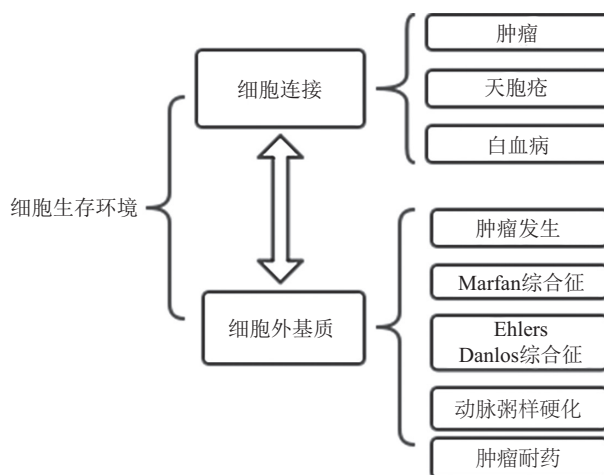 肿瘤
细胞连接
天胞疮
白血病
细胞生存环境
肿瘤发生
Marfan综合征
细胞外基质
Ehlers
Danlos综合征
动脉粥样硬化
肿瘤耐药